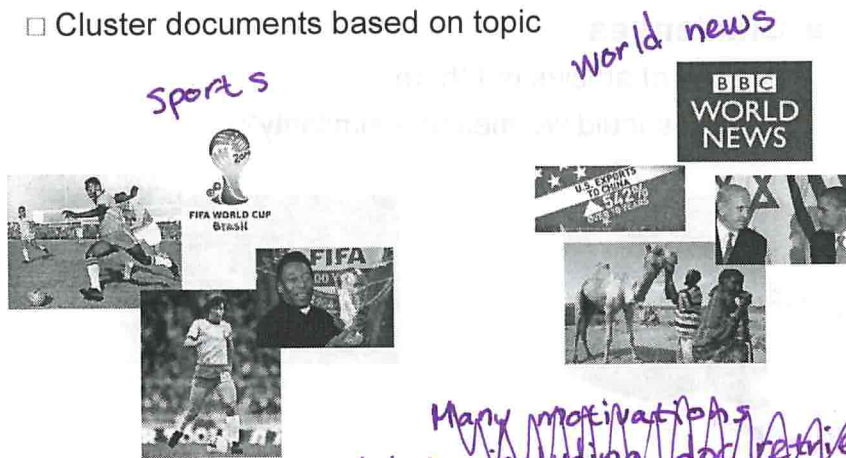 □ Cluster documents based on topic
sports
world news
BBC
WORLD
NEWS
FIFA WORLD CUP
Brasil
U.S. EXPORTS
TO CHINA
542%
FIFA
Many motivations